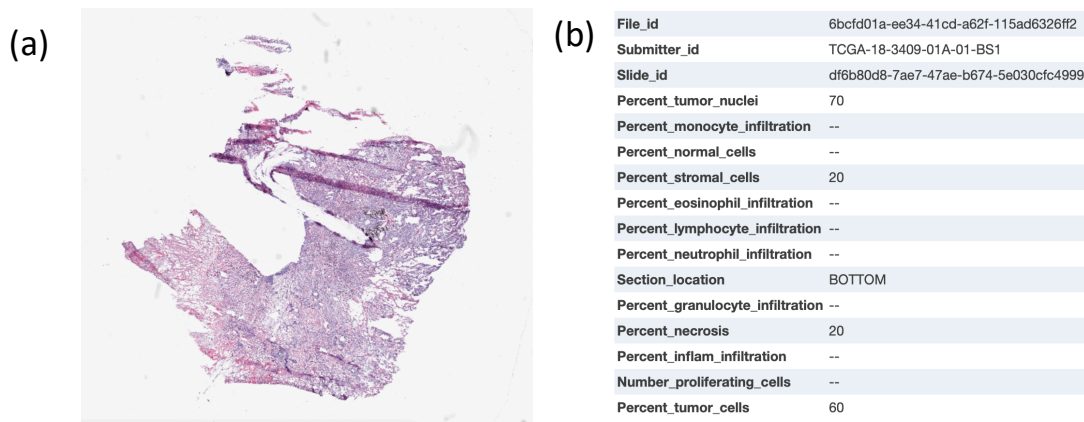 (a)
(b)
File_id 6bcfd01a-ee34-41cd-a62f-115ad6326ff2
Submitter_id TCGA-18-3409-01A-01-BS1
Slide_id df6b80d8-7ae7-47ae-b674-5e030cfc4999
Percent_tumor_nuclei 70
Percent_monocyte_infiltration --
Percent_normal_cells --
Percent_stromal_cells 20
Percent_eosinophil_infiltration --
Percent_lymphocyte_infiltration --
Percent_neutrophil_infiltration --
Section_location BOTTOM
Percent_granulocyte_infiltration --
Percent_necrosis 20
Percent_inflam_infiltration --
Number_proliferating_cells --
Percent_tumor_cells 60